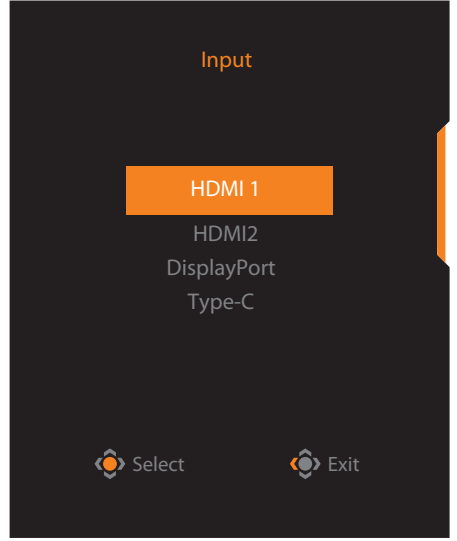 Input
HDMI 1
HDMI2
DisplayPort
Type-C
Select Exit